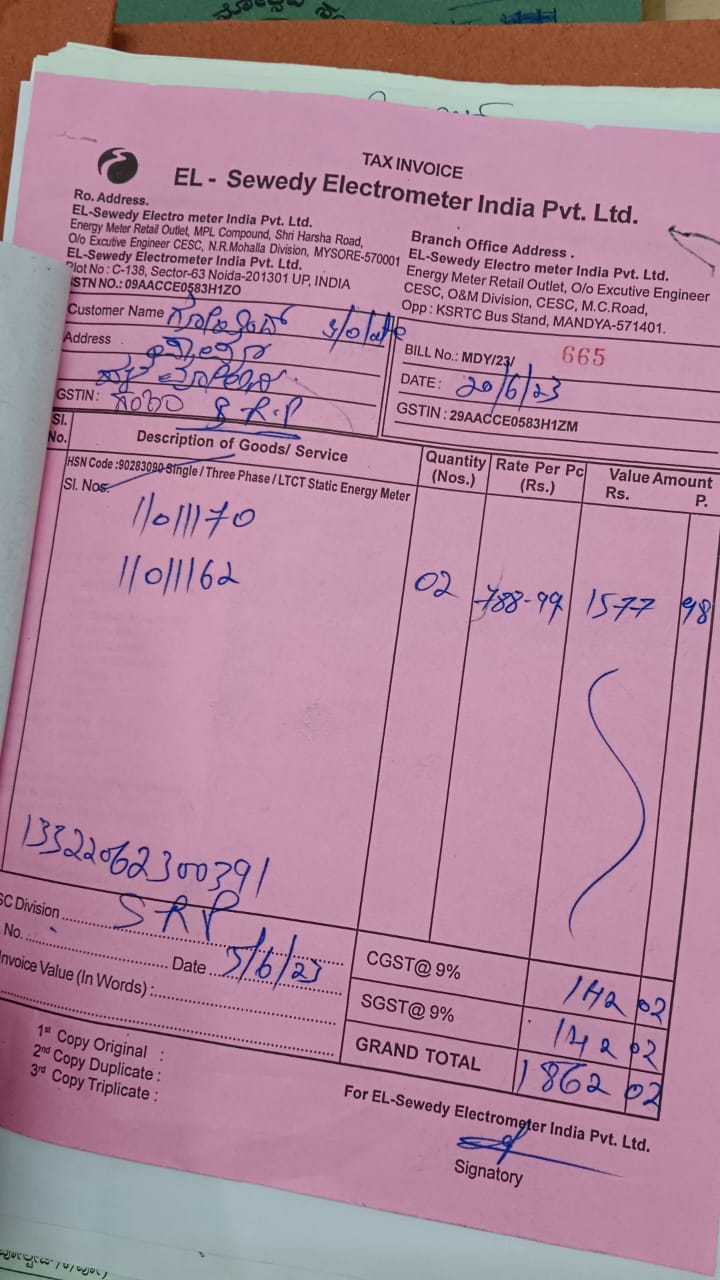 TAX INVOICE
EL - Sewedy Electrometer India Pvt. Ltd.
Ro. Address.
EL-Sewedy Electro meter India Pvt. Ltd.
Energy Meter Retail Outlet, MPL Compound, Shri Harsha Road,
O/o Excutive Engineer CESC, N.R.Mohalla Division, MYSORE-570001
EL-Sewedy Electrometer India Pvt. Ltd.
Plot No : C-138, Sector-63 Noida-201301 UP, INDIA
STN NO.: 09AACCE0583H1ZO
Branch Office Address .
EL-Sewedy Electro meter India Pvt. Ltd.
Energy Meter Retail Outlet, O/o Excutive Engineer
CESC, O&M Division, CESC, M.C.Road,
Opp : KSRTC Bus Stand, MANDYA-571401.
Customer Name S/o late
Address
GSTIN: S.R.P
BILL No.: MDY/23/ 665
DATE : 20/6/23
GSTIN : 29AACCE0583H1ZM
Sl. No. Description of Goods/ Service Quantity (Nos.) Rate Per Pc (Rs.) Value Amount Rs. P.
HSN Code :90283090 Single / Three Phase / LTCT Static Energy Meter
Sl. Nos.
11011170
11011162 02 788-99 1577 98
13322062300391
SC Division SRP
No. Date 5/6/23
Invoice Value (In Words) :
CGST@ 9% 142 02
SGST@ 9% 142 02
GRAND TOTAL 1862 02
1st Copy Original :
2nd Copy Duplicate :
3rd Copy Triplicate :
For EL-Sewedy Electrometer India Pvt. Ltd.
Signatory